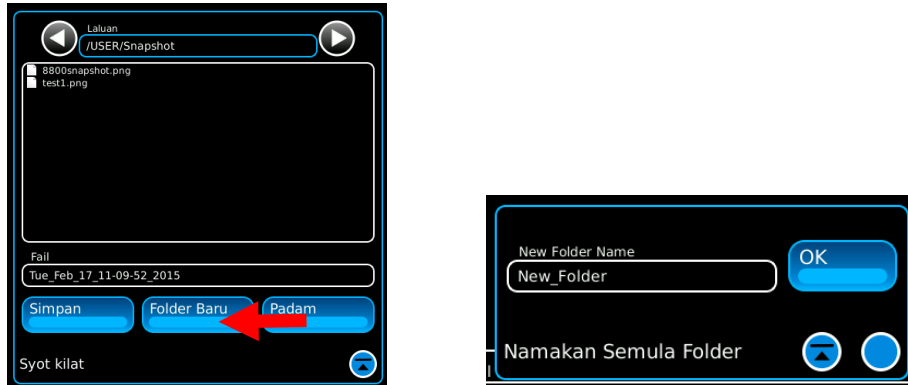 Laluan
/USER/Snapshot
8800snapshot.png
test1.png
Fail
Tue_Feb_17_11-09-52_2015
Simpan
Folder Baru
Padam
Syot kilat
New Folder Name
New_Folder
OK
Namakan Semula Folder